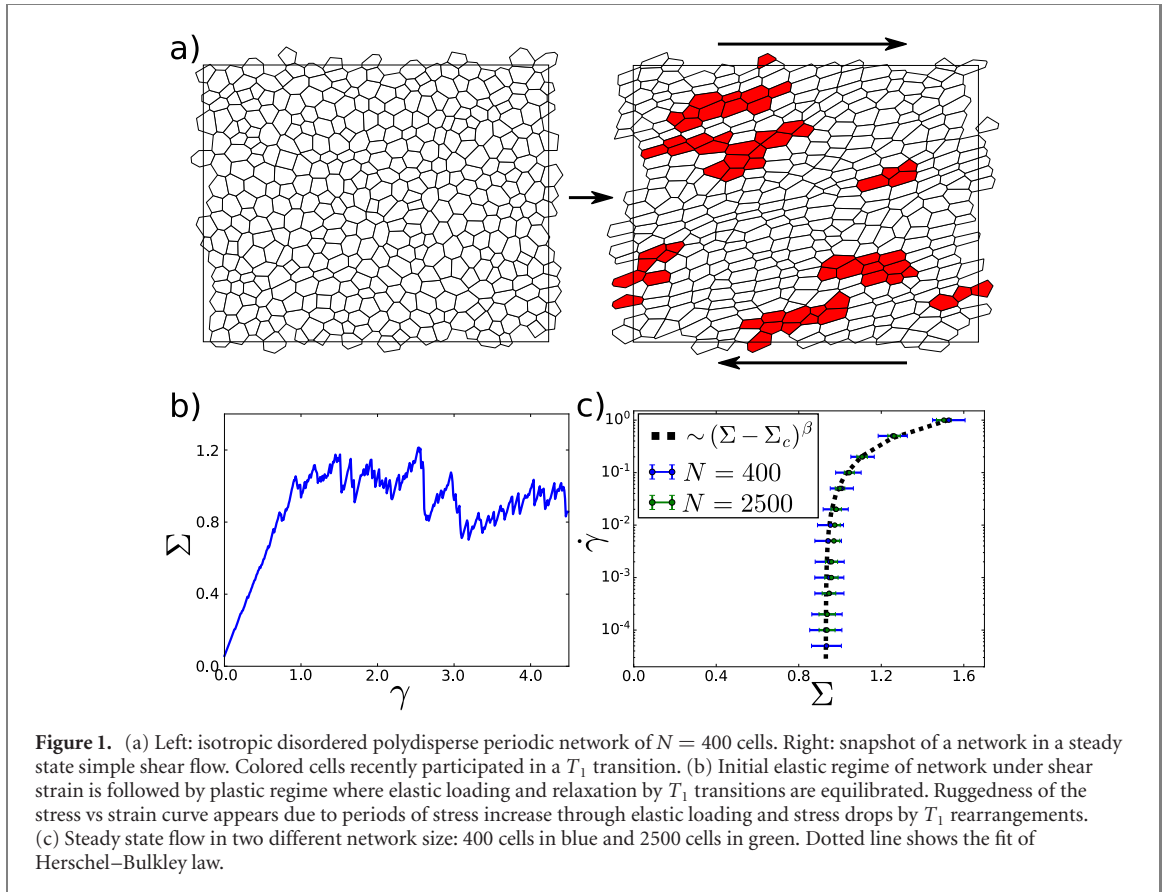 a)
b)
Σ
1.2
0.8
0.4
0.0
1.0
2.0
3.0
4.0
γ
c)
∼ (Σ − Σc)^β
N = 400
N = 2500
γ̇
10^0
10^-1
10^-2
10^-3
10^-4
0.0
0.4
0.8
1.2
1.6
Σ
Figure 1. (a) Left: isotropic disordered polydisperse periodic network of N = 400 cells. Right: snapshot of a network in a steady
state simple shear flow. Colored cells recently participated in a T1 transition. (b) Initial elastic regime of network under shear
strain is followed by plastic regime where elastic loading and relaxation by T1 transitions are equilibrated. Ruggedness of the
stress vs strain curve appears due to periods of stress increase through elastic loading and stress drops by T1 rearrangements.
(c) Steady state flow in two different network size: 400 cells in blue and 2500 cells in green. Dotted line shows the fit of
Herschel–Bulkley law.